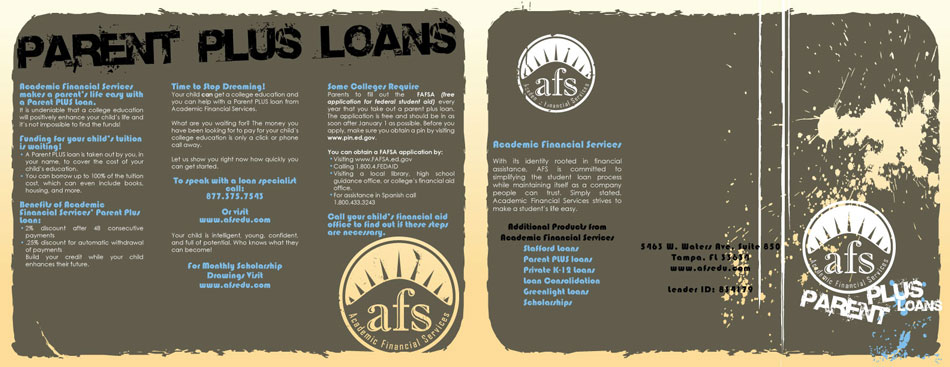 PARENT PLUS LOANS
Academic Financial Services
makes a parent's life easy with
a Parent PLUS Loan.
It is undeniable that a college education
will positively enhance your child's life and
it's not impossible to find the funds!
Funding for your child's tuition
is waiting!
• A Parent PLUS loan is taken out by you, in
your name, to cover the cost of your
child's education.
• You can borrow up to 100% of the tuition
cost, which can even include books,
housing, and more.
Benefits of Academic
Financial Services' Parent Plus
Loan:
• 2% discount after 48 consecutive
payments
• .25% discount for automatic withdrawal
of payments
Build your credit while your child
enhances their future.
Time to Stop Dreaming!
Your child can get a college education and
you can help with a Parent PLUS loan from
Academic Financial Services.
What are you waiting for? The money you
have been looking for to pay for your child's
college education is only a click or phone
call away.
Let us show you right now how quickly you
can get started.
To speak with a loan specialist
call:
877.375.7543
Or visit
www.afsedu.com
Your child is intelligent, young, confident,
and full of potential. Who knows what they
can become!
For Monthly Scholarship
Drawings Visit
www.afsedu.com
Some Colleges Require
Parents to fill out the FAFSA (free
application for federal student aid) every
year that you take out a parent plus loan.
The application is free and should be in as
soon after January 1 as possible. Before you
apply, make sure you obtain a pin by visiting
www.pin.ed.gov.
You can obtain a FAFSA application by:
• Visiting www.FAFSA.ed.gov
• Calling 1.800.4.FEDAID
• Visiting a local library, high school
guidance office, or college's financial aid
office.
• For assistance in Spanish call
1.800.433.3243
Call your child's financial aid
office to find out if these steps
are necessary.
afs
Academic Financial Services
afs
Academic Financial Services
Academic Financial Services
With its identity rooted in financial
assistance, AFS is committed to
simplifying the student loan process
while maintaining itself as a company
people can trust. Simply stated,
Academic Financial Services strives to
make a student's life easy.
Additional Products from
Academic Financial Services
Stafford Loans
Parent PLUS Loans
Private K-12 Loans
Loan Consolidation
Greenlight Loans
Scholarships
5463 W. Waters Ave. Suite 850
Tampa, FL 33634
www.afsedu.com
Lender ID: 834179
afs
Academic Financial Services
PARENT PLUS LOANS